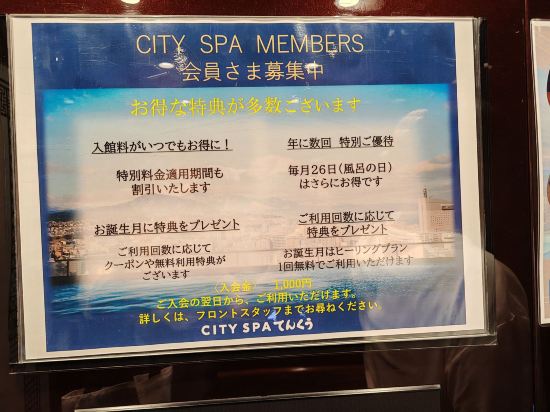 CITY SPA MEMBERS
会員さま募集中
お得な特典が多数ございます
入館料がいつでもお得に！
特別料金適用期間も
割引いたします
年に数回 特別ご優待
毎月26日（風呂の日）
はさらにお得です
お誕生月に特典をプレゼント
ご利用回数に応じて
クーポンや無料利用特典が
ございます
ご利用回数に応じて
特典をプレゼント
お誕生月はヒーリングプラン
1回無料でご利用いただけます
〈入会金〉 1,000円
ご入会の翌日から、ご利用いただけます。
詳しくは、フロントスタッフまでお尋ねください。
CITY SPA てんくう